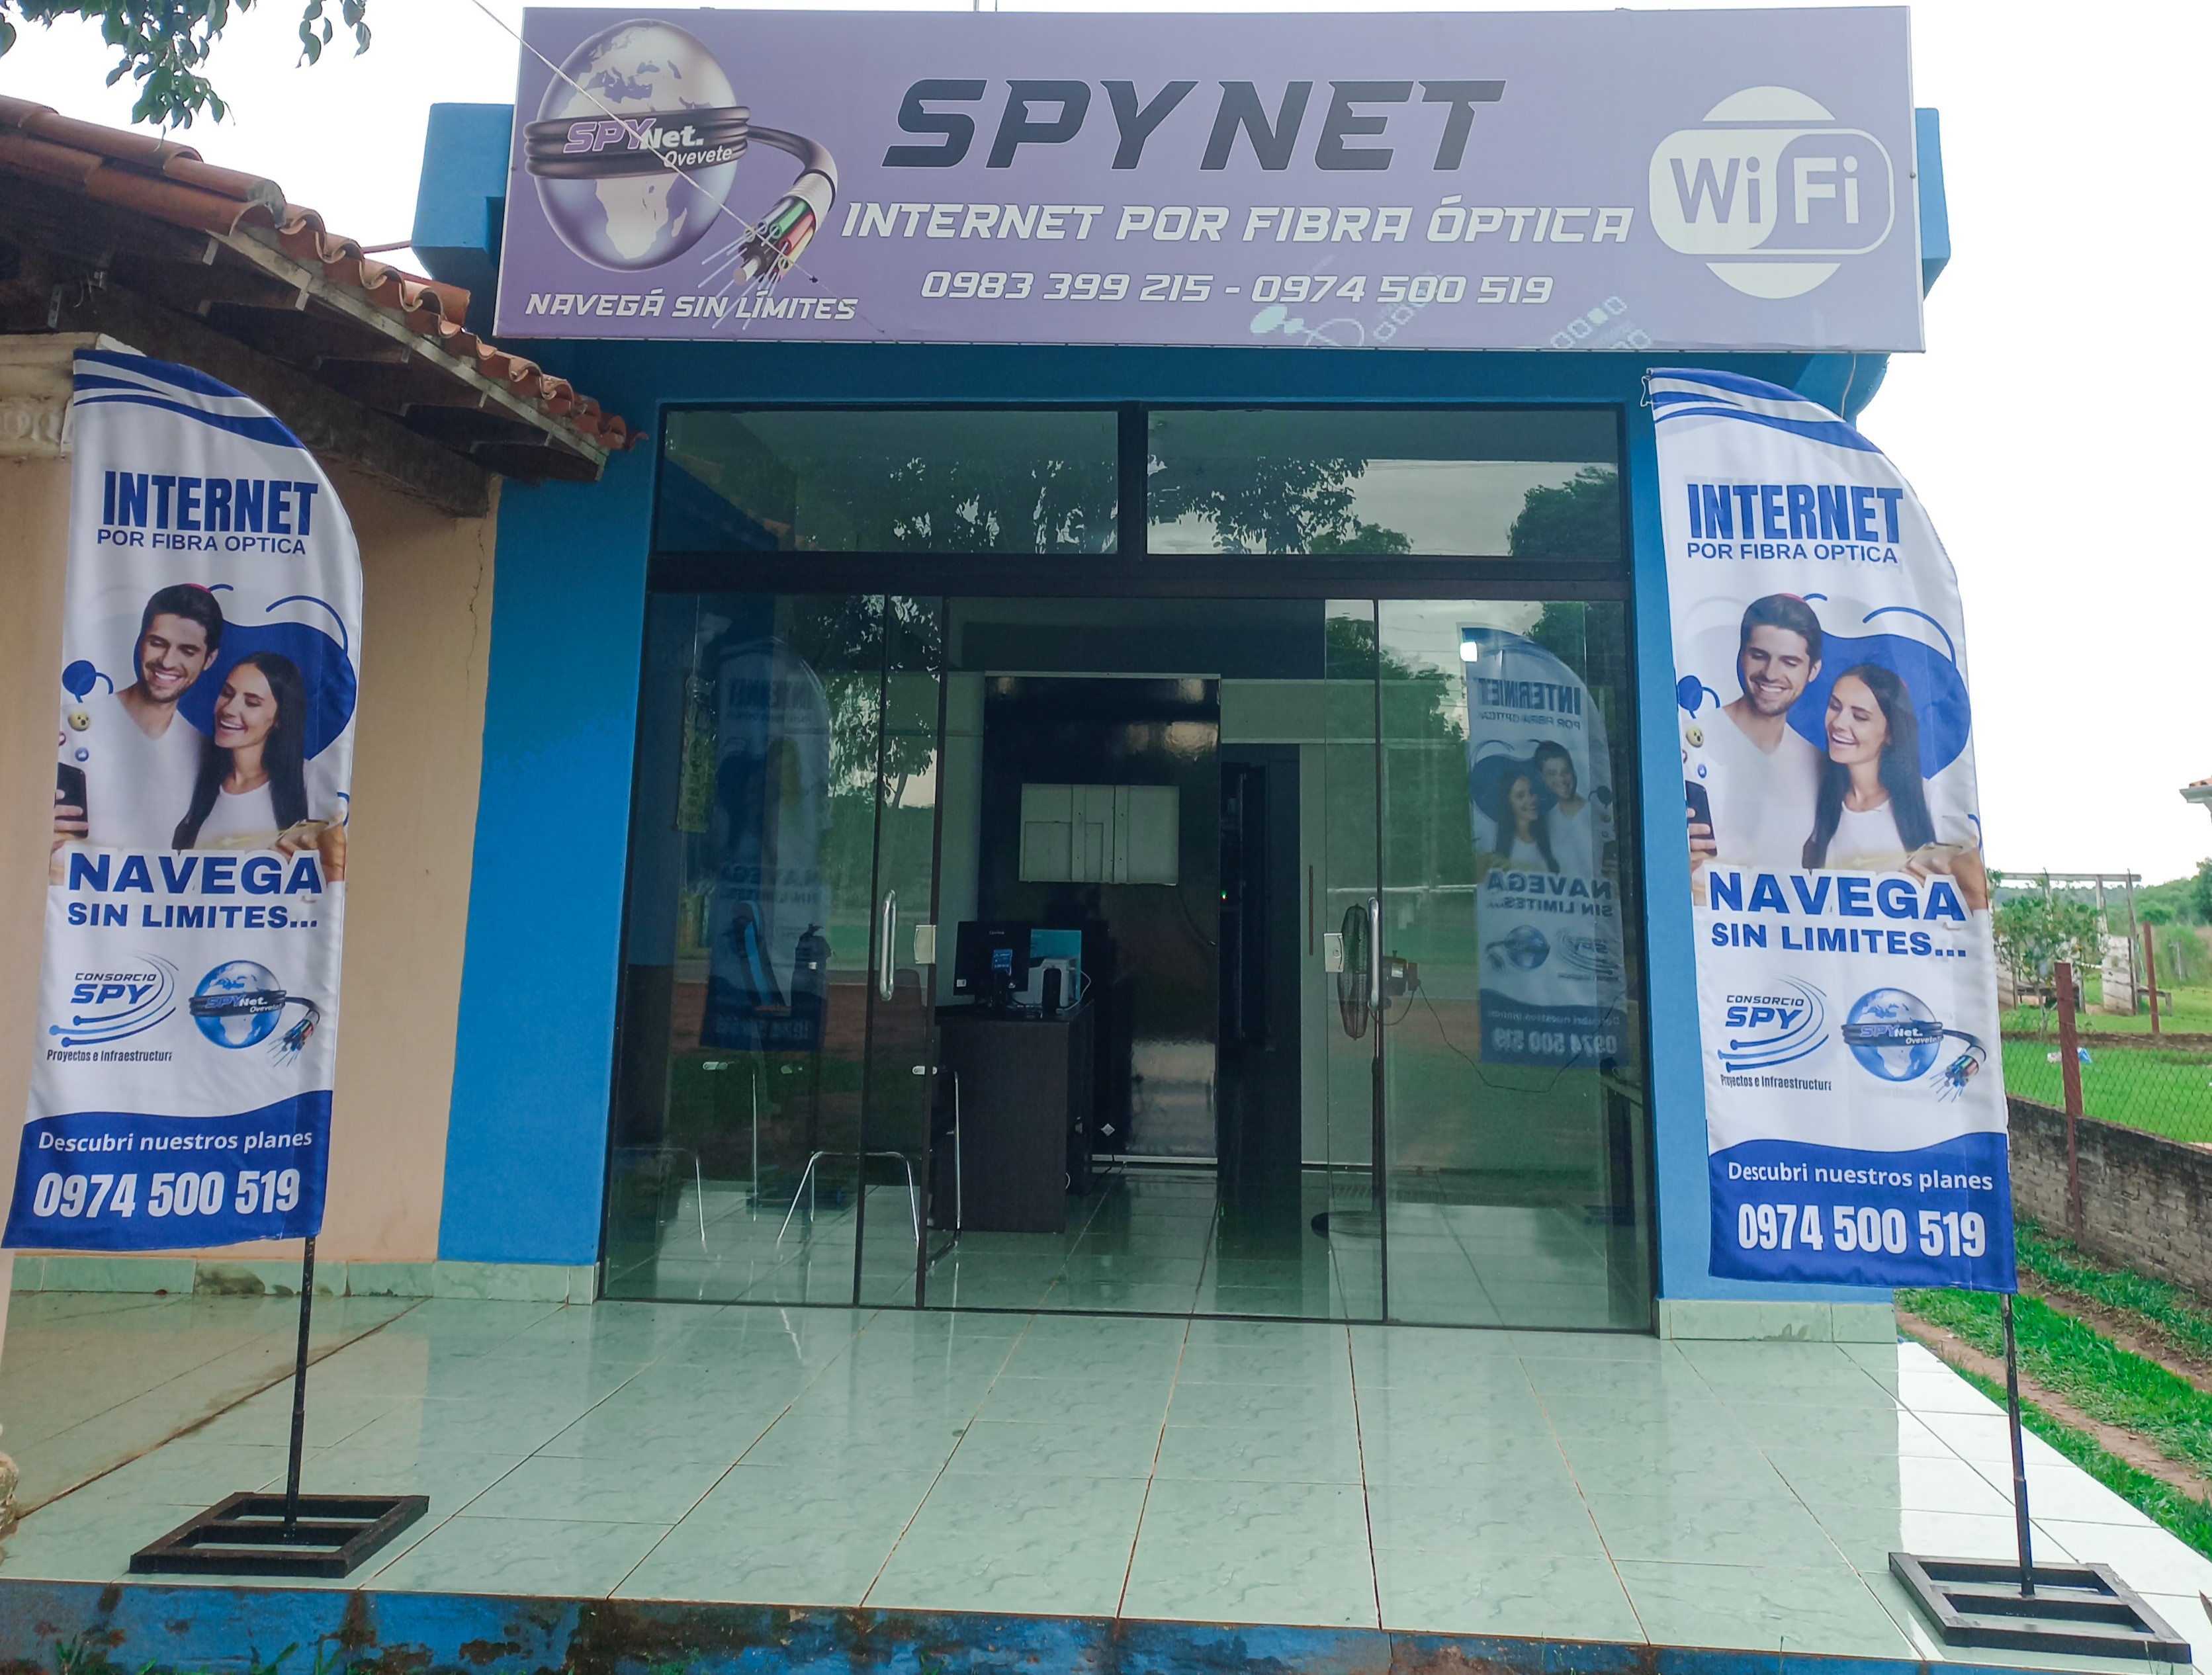 SPYNet.
Ovevete
NAVEGÁ SIN LÍMITES
SPYNET
INTERNET POR FIBRA ÓPTICA
0983 399 215 - 0974 500 519
WiFi
INTERNET
POR FIBRA OPTICA
NAVEGA
SIN LIMITES...
CONSORCIO
SPY
Proyectos e Infraestructura
SPYNet.
Ovevete
Descubri nuestros planes
0974 500 519
INTERNET
POR FIBRA OPTICA
NAVEGA
SIN LIMITES...
CONSORCIO
SPY
Proyectos e Infraestructura
SPYNet.
Ovevete
Descubri nuestros planes
0974 500 519